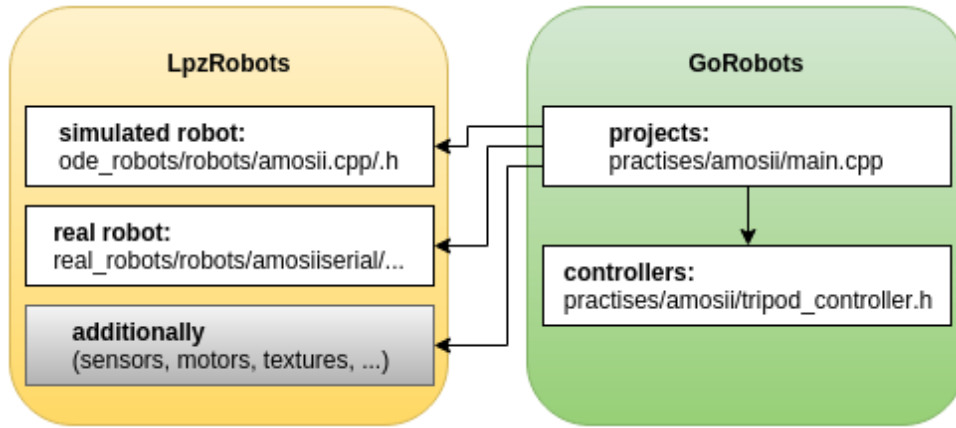 LpzRobots
simulated robot:
ode_robots/robots/amosii.cpp/.h
real robot:
real_robots/robots/amosiiserial/...
additionally
(sensors, motors, textures, ...)
GoRobots
projects:
practises/amosii/main.cpp
controllers:
practises/amosii/tripod_controller.h